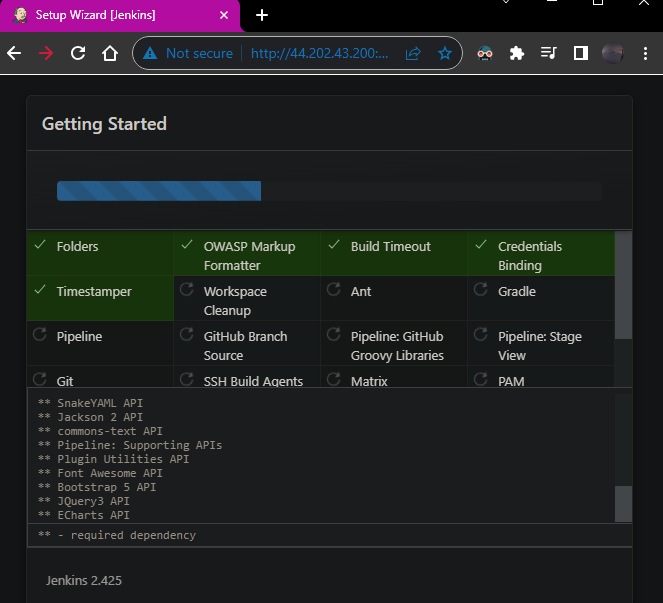 Setup Wizard [Jenkins]
Not secure
http://44.202.43.200:...
Getting Started
Folders
OWASP Markup
Formatter
Build Timeout
Credentials
Binding
Timestamper
Workspace
Cleanup
Ant
Gradle
Pipeline
GitHub Branch
Source
Pipeline: GitHub
Groovy Libraries
Pipeline: Stage
View
Git
SSH Build Agents
Matrix
PAM
** SnakeYAML API
** Jackson 2 API
** commons-text API
** Pipeline: Supporting APIs
** Plugin Utilities API
** Font Awesome API
** Bootstrap 5 API
** JQuery3 API
** ECharts API
** - required dependency
Jenkins 2.425